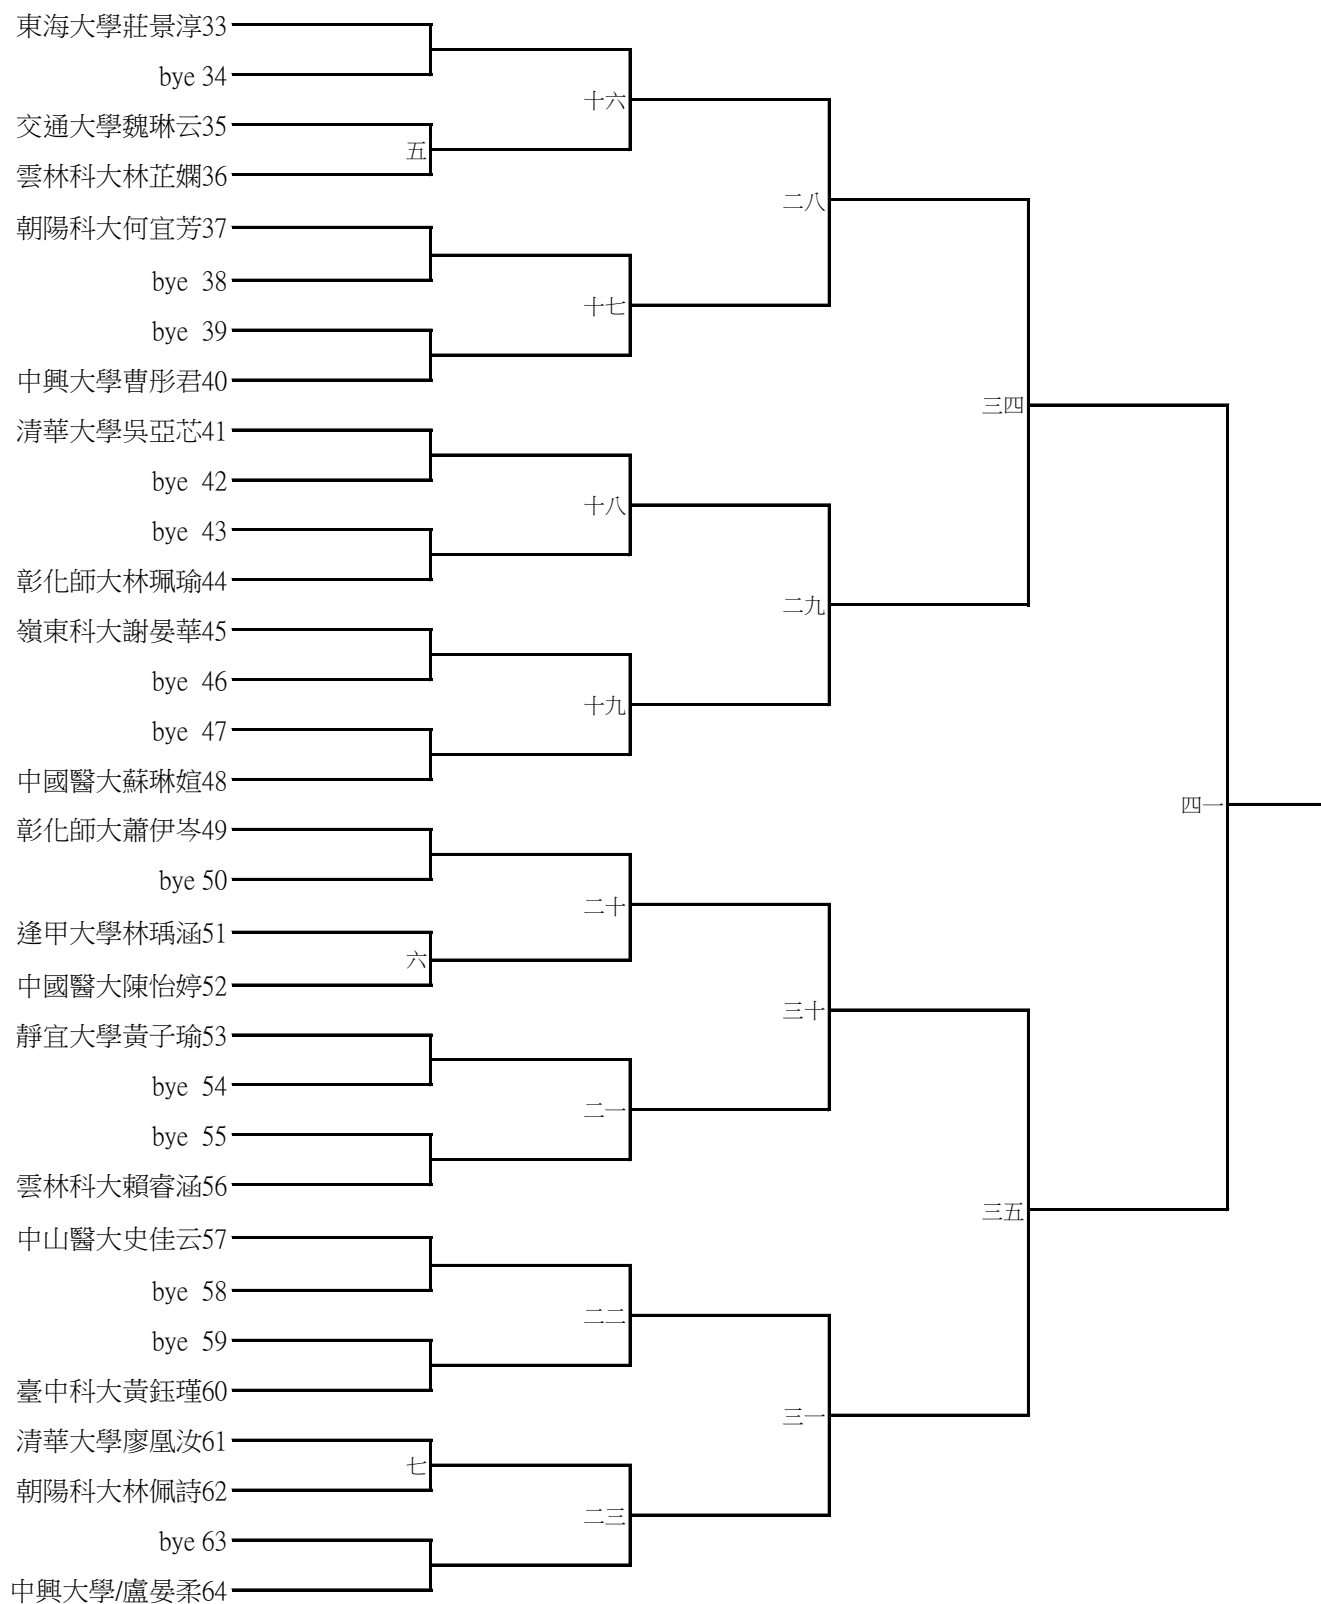 東海大學莊景淳33
bye 34
十六
交通大學魏琳云35
五
雲林科大林芷嫻36
二八
朝陽科大何宜芳37
bye 38
十七
bye 39
中興大學曹彤君40
三四
清華大學吳亞芯41
bye 42
十八
bye 43
彰化師大林珮瑜44
二九
嶺東科大謝晏華45
bye 46
十九
bye 47
中國醫大蘇琳媗48
四一
彰化師大蕭伊岑49
bye 50
二十
逢甲大學林瑀涵51
六
中國醫大陳怡婷52
三十
靜宜大學黃子瑜53
bye 54
二一
bye 55
雲林科大賴睿涵56
三五
中山醫大史佳云57
bye 58
二二
bye 59
臺中科大黃鈺瑾60
三一
清華大學廖凰汝61
七
朝陽科大林佩詩62
二三
bye 63
中興大學/盧晏柔64